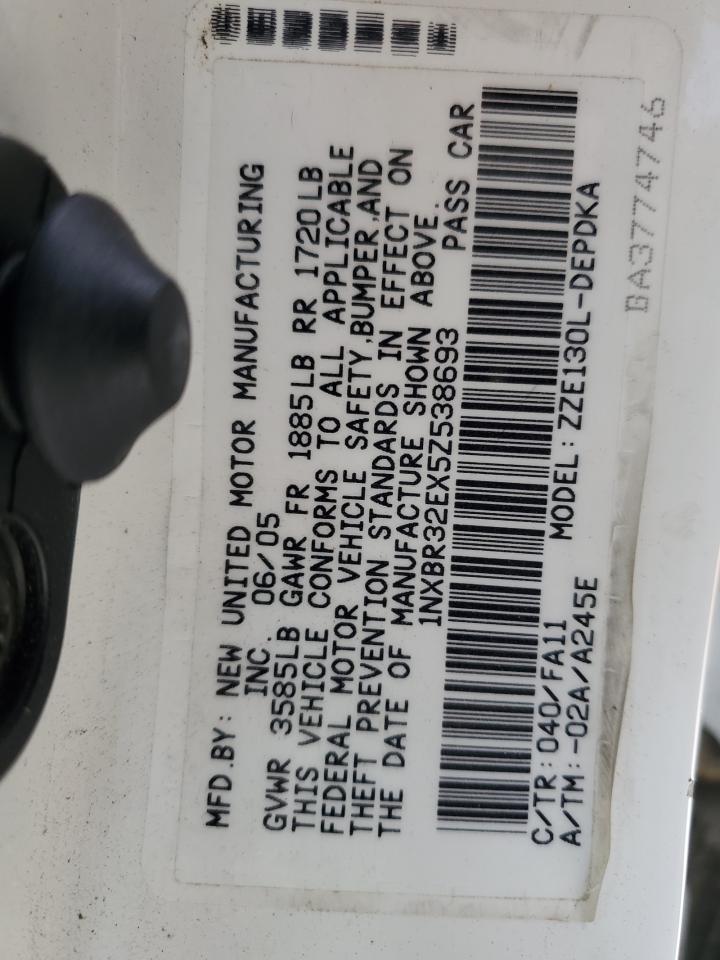 MFD.BY: NEW UNITED MOTOR MANUFACTURING
INC. 06/05
GVWR 3585LB GAWR FR 1885LB RR 1720LB
THIS VEHICLE CONFORMS TO ALL APPLICABLE
FEDERAL MOTOR VEHICLE SAFETY,BUMPER,AND
THEFT PREVENTION STANDARDS IN EFFECT ON
THE DATE OF MANUFACTURE SHOWN ABOVE.
1NXBR32EX5Z538693 PASS CAR
C/TR:040/FA11 MODEL:ZZE130L-DEPDKA
A/TM:-02A/A245E
BA3774746